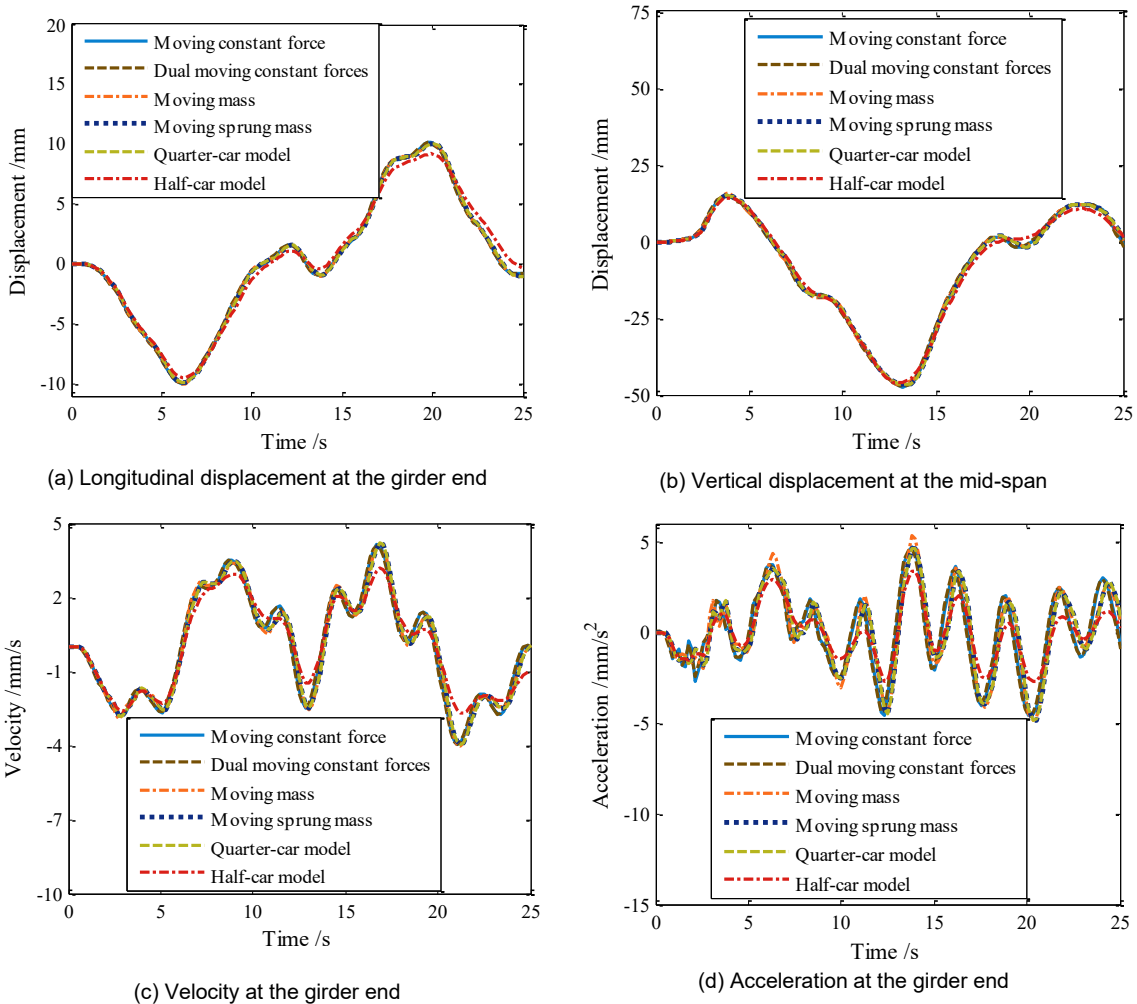 20
15
10
5
0
-5
-10
Displacement /mm
Moving constant force
Dual moving constant forces
Moving mass
Moving sprung mass
Quarter-car model
Half-car model
0 5 10 15 20 25
Time /s
(a) Longitudinal displacement at the girder end
75
50
25
0
-25
-50
Displacement /mm
Moving constant force
Dual moving constant forces
Moving mass
Moving sprung mass
Quarter-car model
Half-car model
0 5 10 15 20 25
Time /s
(b) Vertical displacement at the mid-span
5
2
-1
-4
-7
-10
Velocity /mm/s
Moving constant force
Dual moving constant forces
Moving mass
Moving sprung mass
Quarter-car model
Half-car model
0 5 10 15 20 25
Time /s
(c) Velocity at the girder end
5
0
-5
-10
-15
Acceleration /mm/s²
Moving constant force
Dual moving constant forces
Moving mass
Moving sprung mass
Quarter-car model
Half-car model
0 5 10 15 20 25
Time /s
(d) Acceleration at the girder end